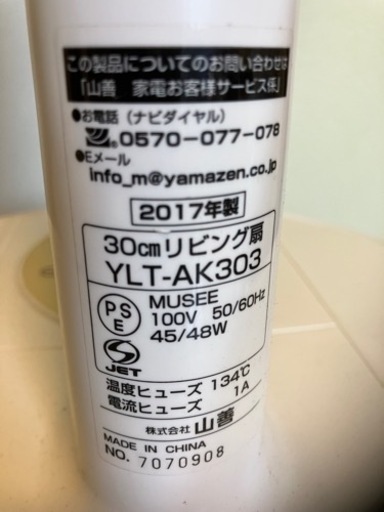 この製品についてのお問い合わせは
「山善 家電お客様サービス係」
●お電話(ナビダイヤル)
0570-077-078
●Eメール
info_m@yamazen.co.jp
2017年製
30cmリビング扇
YLT-AK303
PS
E
MUSEE
100V 50/60Hz
45/48W
JET
温度ヒューズ 134℃
電流ヒューズ 1A
株式会社 山善
MADE IN CHINA
NO. 7070908